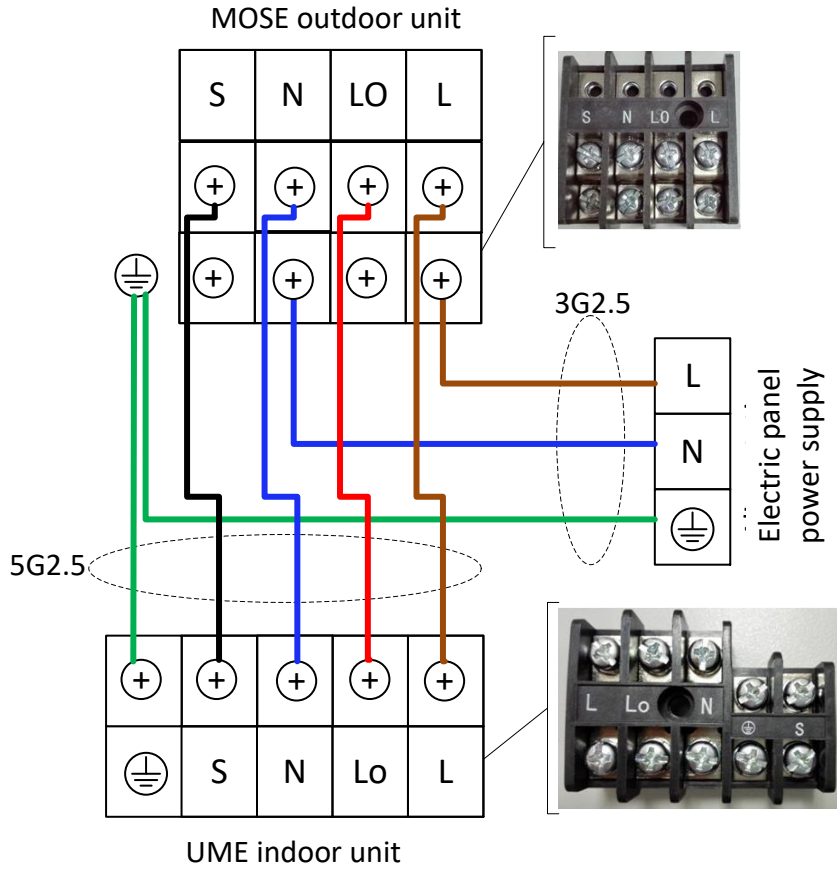 MOSE outdoor unit
S N LO L
S N LO L
3G2.5
L
N
Electric panel
power supply
5G2.5
L Lo N S
S N Lo L
UME indoor unit